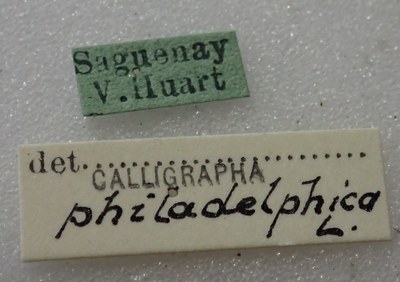 Saguenay
V. Huart
det......................
CALLIGRAPHA
philadelphica
L.